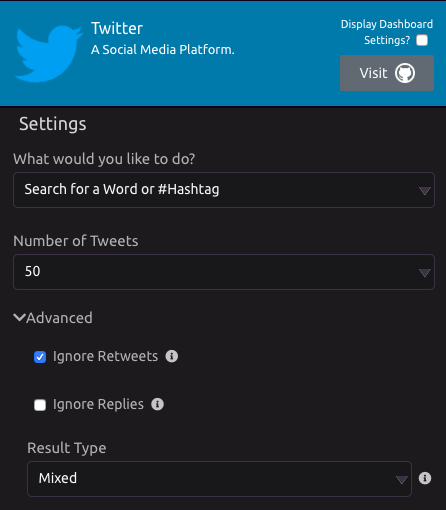 Twitter
A Social Media Platform.
Display Dashboard
Settings?
Visit
Settings
What would you like to do?
Search for a Word or #Hashtag
Number of Tweets
50
Advanced
Ignore Retweets
Ignore Replies
Result Type
Mixed